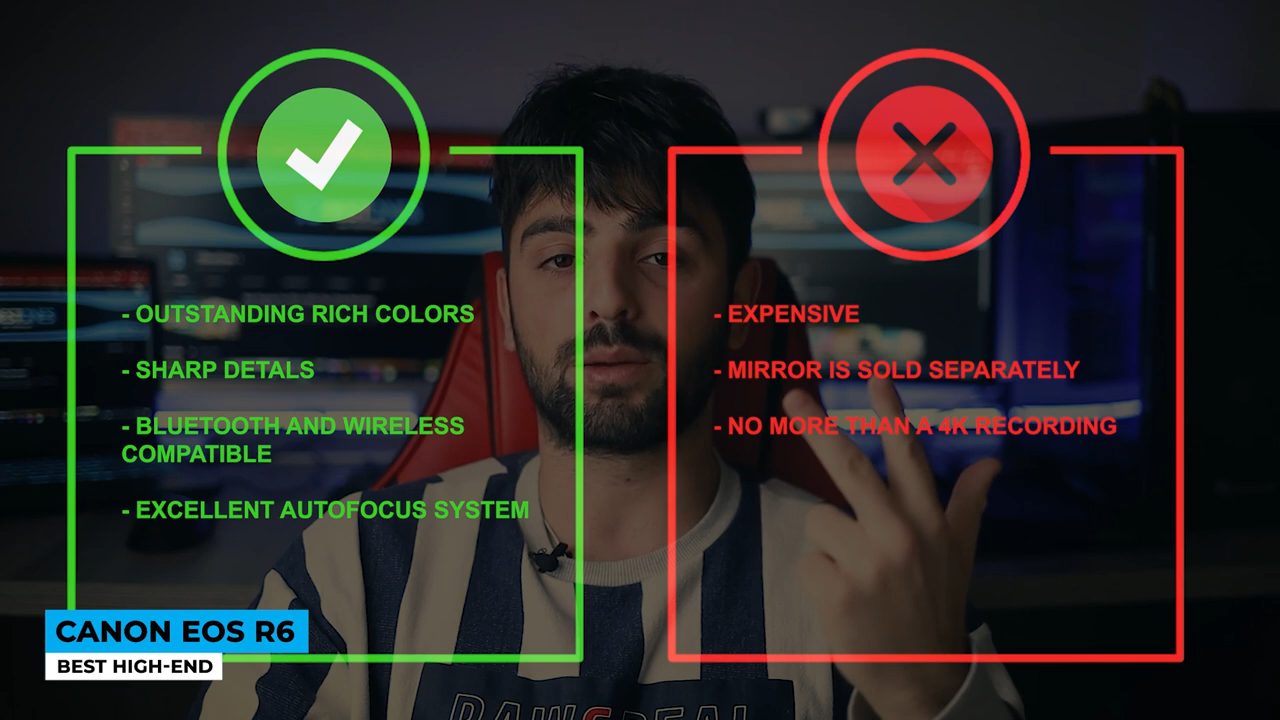 - OUTSTANDING RICH COLORS
- SHARP DETALS
- BLUETOOTH AND WIRELESS
COMPATIBLE
- EXCELLENT AUTOFOCUS SYSTEM
- EXPENSIVE
- MIRROR IS SOLD SEPARATELY
- NO MORE THAN A 4K RECORDING
CANON EOS R6
BEST HIGH-END